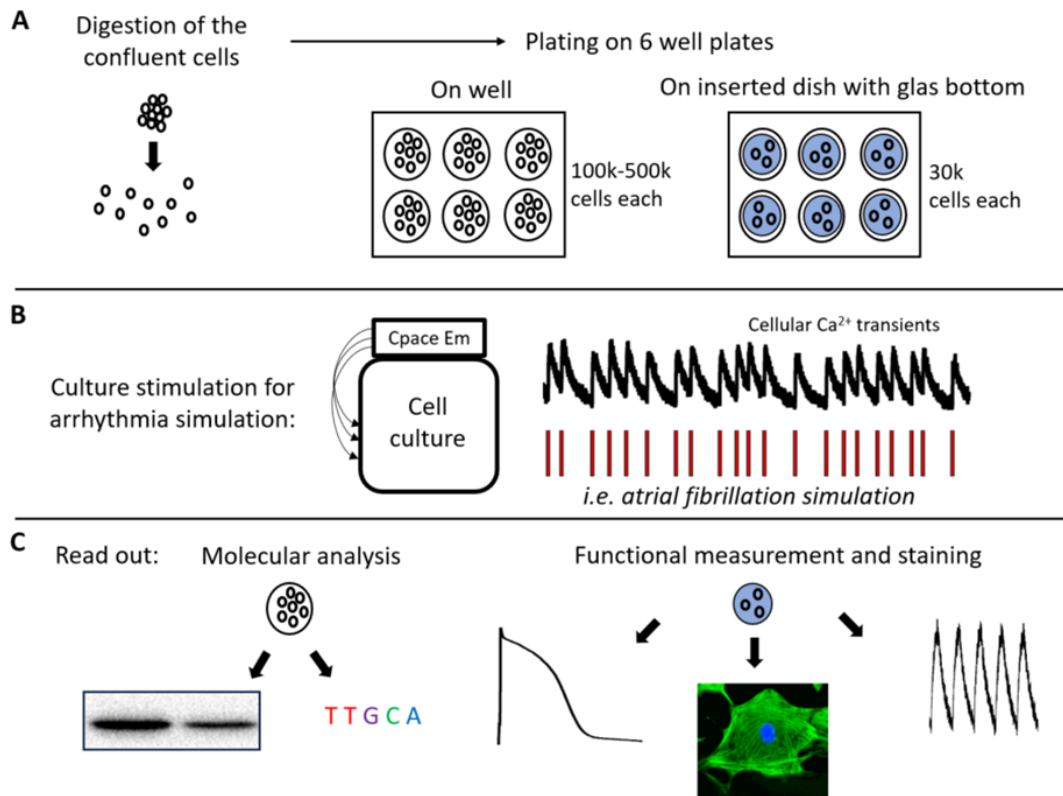 A
Digestion of the
confluent cells
Plating on 6 well plates
On well
100k-500k
cells each
On inserted dish with glas bottom
30k
cells each
B
Culture stimulation for
arrhythmia simulation:
Cpace Em
Cell
culture
Cellular Ca²⁺ transients
i.e. atrial fibrillation simulation
C
Read out:
Molecular analysis
TTGCA
Functional measurement and staining